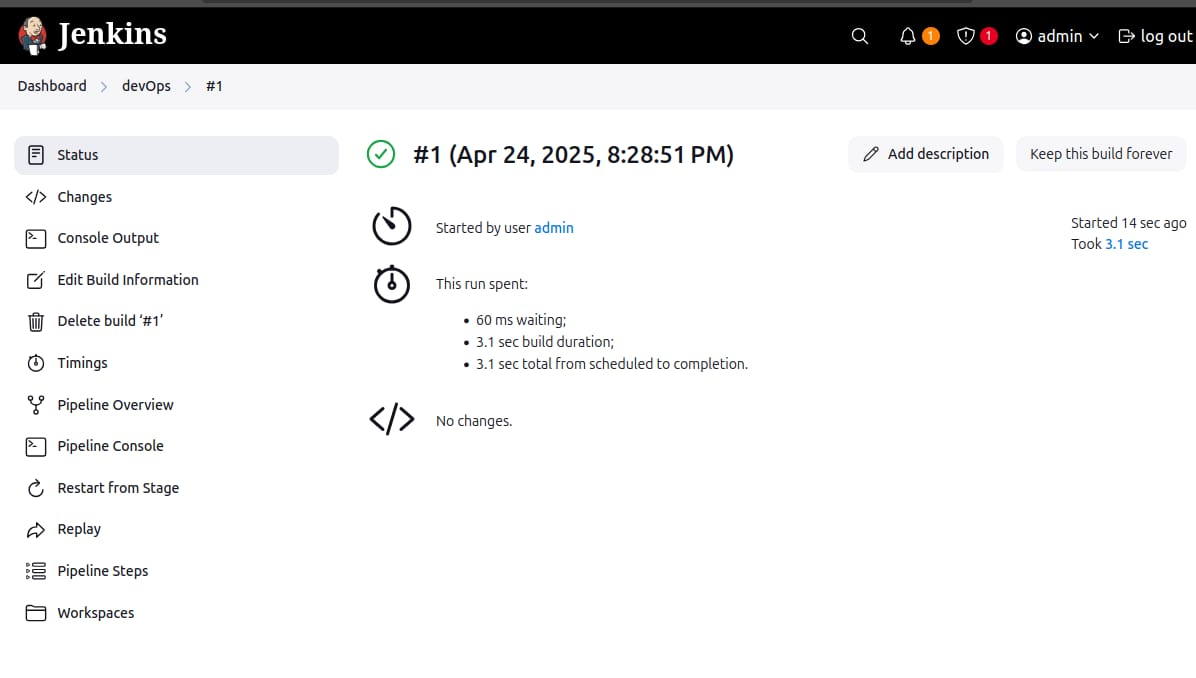 Jenkins
1
1
admin
log out
Dashboard
devOps
#1
Status
Changes
Console Output
Edit Build Information
Delete build ‘#1’
Timings
Pipeline Overview
Pipeline Console
Restart from Stage
Replay
Pipeline Steps
Workspaces
#1 (Apr 24, 2025, 8:28:51 PM)
Add description
Keep this build forever
Started by user admin
Started 14 sec ago
Took 3.1 sec
This run spent:
60 ms waiting;
3.1 sec build duration;
3.1 sec total from scheduled to completion.
No changes.